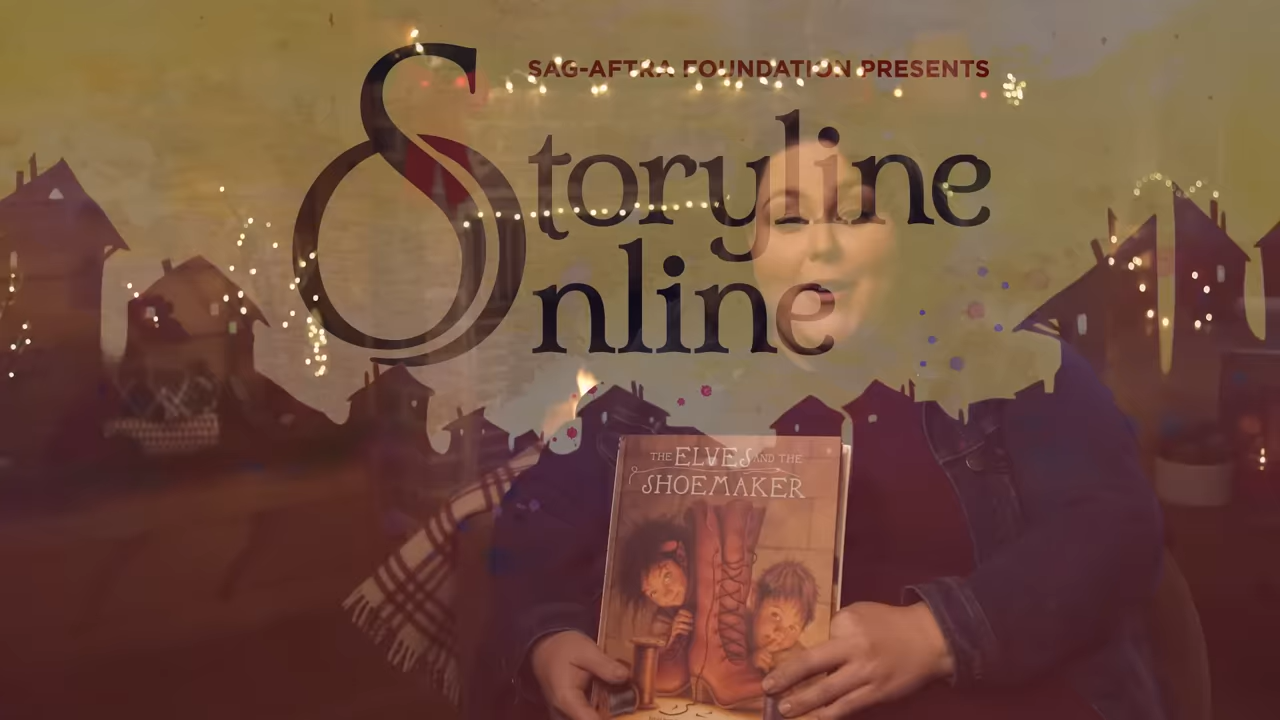 SAG-AFTRA FOUNDATION PRESENTS
Storyline
Online
THE ELVES AND THE
SHOEMAKER